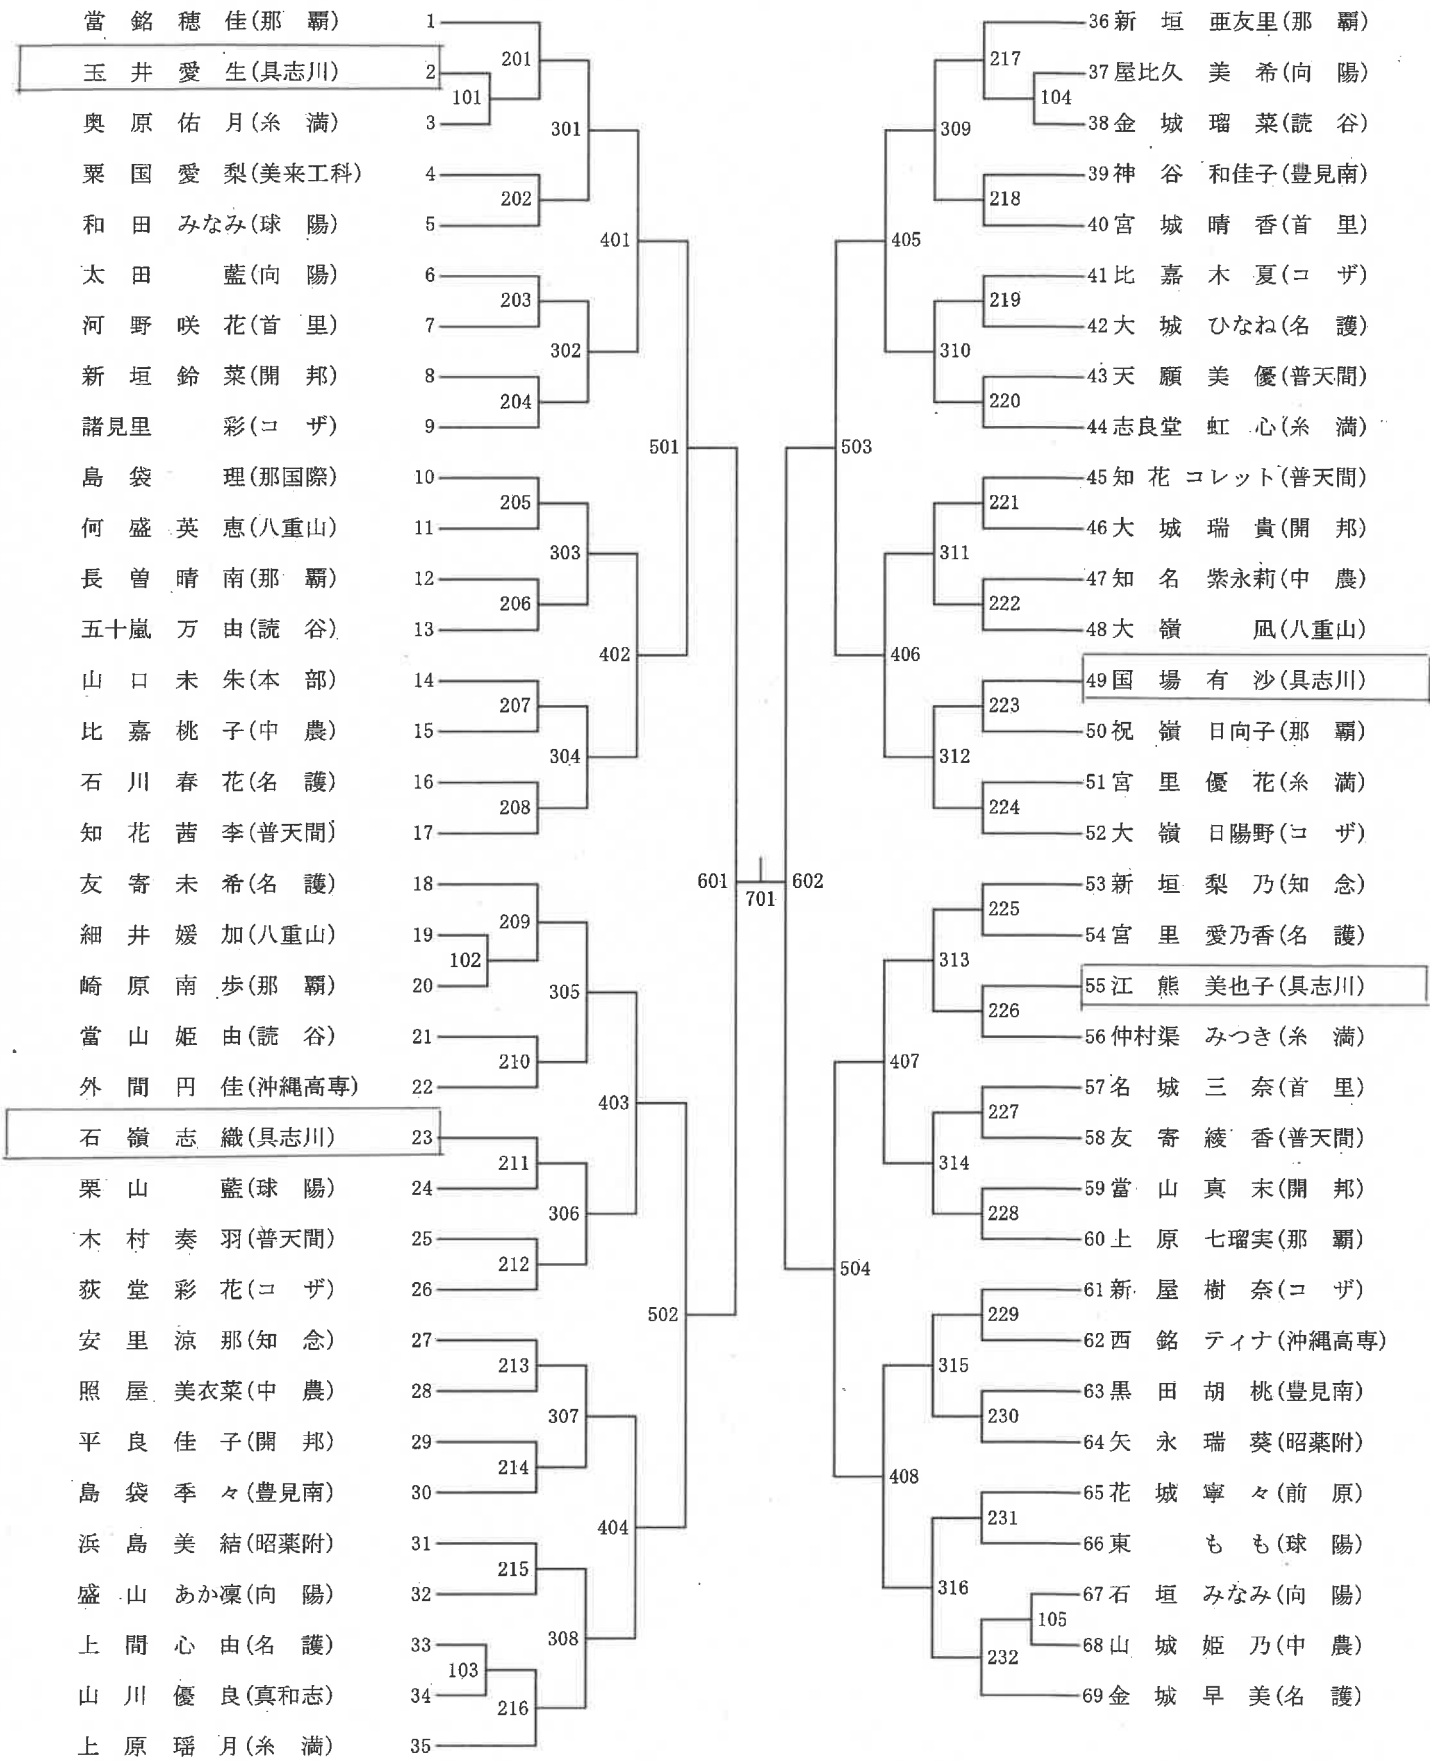 當銘穂佳(那覇) 1
玉井愛生(具志川) 2
奥原佑月(糸満) 3
粟国愛梨(美来工科) 4
和田みなみ(球陽) 5
太田藍(向陽) 6
河野咲花(首里) 7
新垣鈴菜(開邦) 8
諸見里彩(コザ) 9
島袋理(那国際) 10
何盛英恵(八重山) 11
長曽晴南(那覇) 12
五十嵐万由(読谷) 13
山口未朱(本部) 14
比嘉桃子(中農) 15
石川春花(名護) 16
知花茜李(普天間) 17
友寄未希(名護) 18
細井媛加(八重山) 19
崎原南歩(那覇) 20
當山姫由(読谷) 21
外間円佳(沖縄高専) 22
石嶺志織(具志川) 23
栗山藍(球陽) 24
木村奏羽(普天間) 25
荻堂彩花(コザ) 26
安里涼那(知念) 27
照屋美衣菜(中農) 28
平良佳子(開邦) 29
島袋季々(豊見南) 30
浜島美結(昭薬附) 31
盛山あか凜(向陽) 32
上間心由(名護) 33
山川優良(真和志) 34
上原瑶月(糸満) 35
101
102
103
201
202
203
204
205
206
207
208
209
210
211
212
213
214
215
216
301
302
303
304
305
306
307
308
401
402
403
404
501
502
601
701
602
503
504
405
406
407
408
309
310
311
312
313
314
315
316
217
218
219
220
221
222
223
224
225
226
227
228
229
230
231
232
104
105
36 新垣亜友里(那覇)
37 屋比久美希(向陽)
38 金城瑠菜(読谷)
39 神谷和佳子(豊見南)
40 宮城晴香(首里)
41 比嘉木夏(コザ)
42 大城ひなね(名護)
43 天願美優(普天間)
44 志良堂虹心(糸満)
45 知花コレット(普天間)
46 大城瑞貴(開邦)
47 知名紫永莉(中農)
48 大嶺凪(八重山)
49 国場有沙(具志川)
50 祝嶺日向子(那覇)
51 宮里優花(糸満)
52 大嶺日陽野(コザ)
53 新垣梨乃(知念)
54 宮里愛乃香(名護)
55 江熊美也子(具志川)
56 仲村渠みつき(糸満)
57 名城三奈(首里)
58 友寄綾香(普天間)
59 當山真末(開邦)
60 上原七瑠実(那覇)
61 新屋樹奈(コザ)
62 西銘ティナ(沖縄高専)
63 黒田胡桃(豊見南)
64 矢永瑞葵(昭薬附)
65 花城寧々(前原)
66 東もも(球陽)
67 石垣みなみ(向陽)
68 山城姫乃(中農)
69 金城早美(名護)